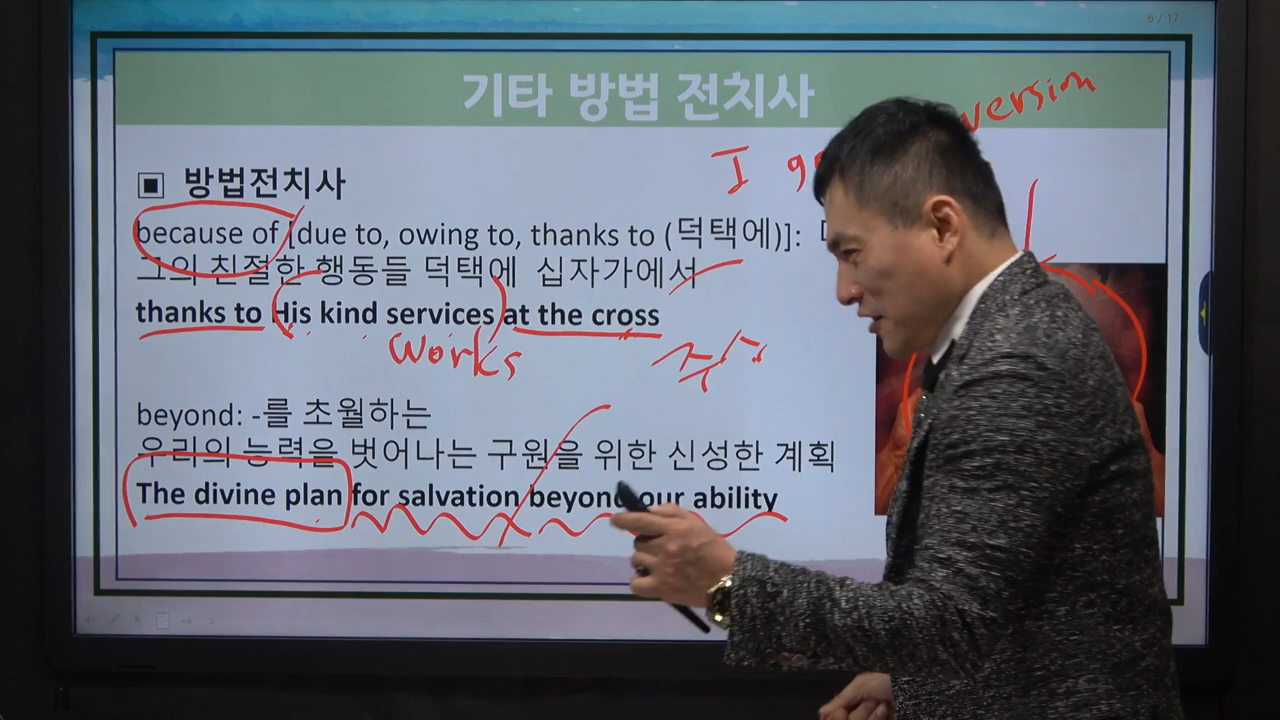 6 / 17
기타 방법 전치사
version
I
▣ 방법전치사
because of [due to, owing to, thanks to (덕택에)]:
그의 친절한 행동들 덕택에 십자가에서
thanks to His kind services at the cross
works
beyond: -를 초월하는
우리의 능력을 벗어나는 구원을 위한 신성한 계획
The divine plan for salvation beyond our ability